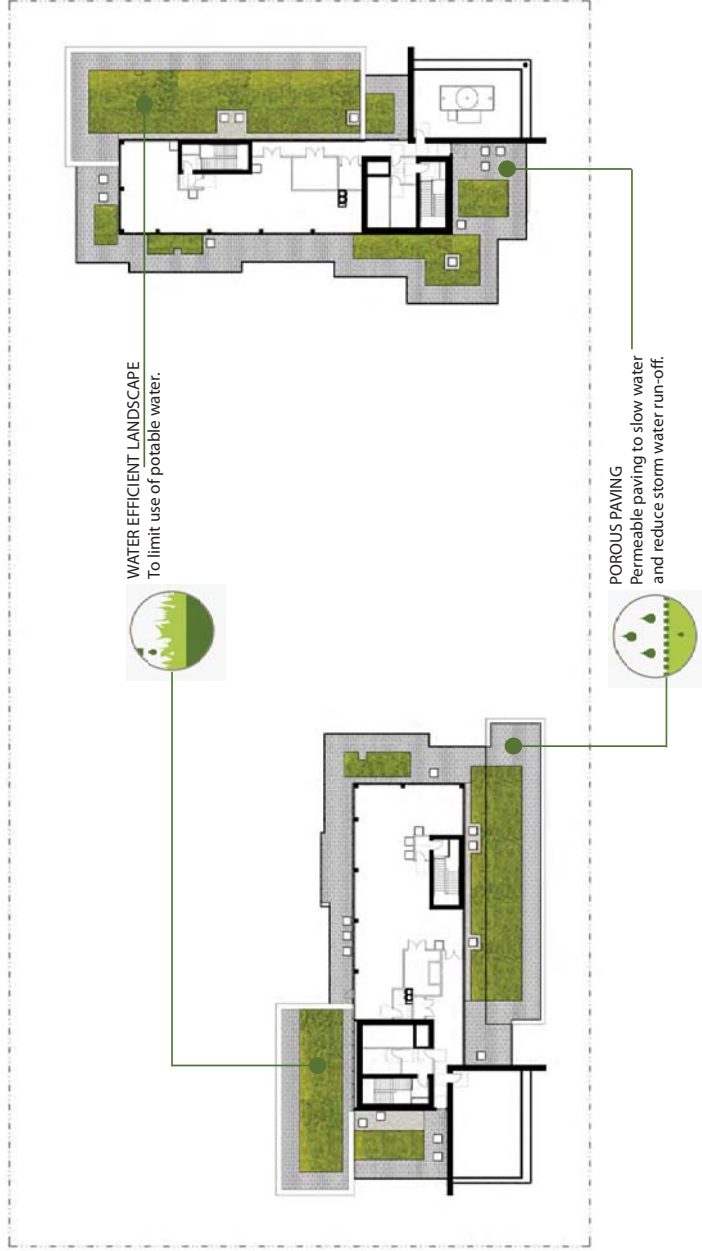 WATER EFFICIENT LANDSCAPE
To limit use of potable water.
POROUS PAVING
Permeable paving to slow water
and reduce storm water run-off.